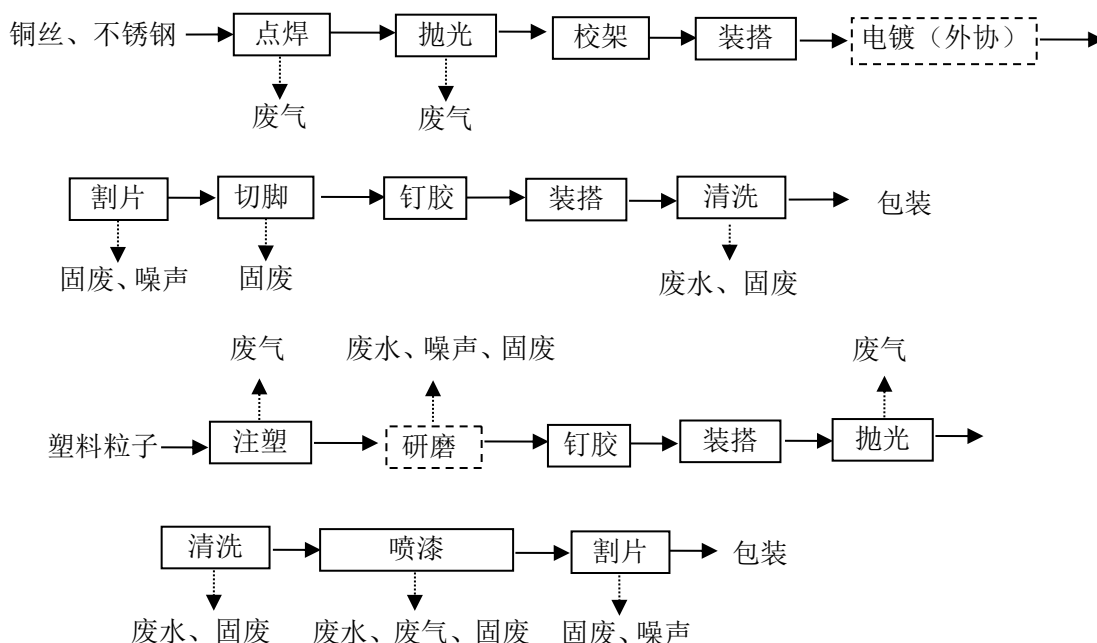 铜丝、不锈钢 点焊 抛光 校架 装搭 电镀（外协）
废气 废气
割片 切脚 钉胶 装搭 清洗 包装
固废、噪声 固废 废水、固废
废气 废水、噪声、固废 废气
塑料粒子 注塑 研磨 钉胶 装搭 抛光
清洗 喷漆 割片 包装
废水、固废 废水、废气、固废 固废、噪声